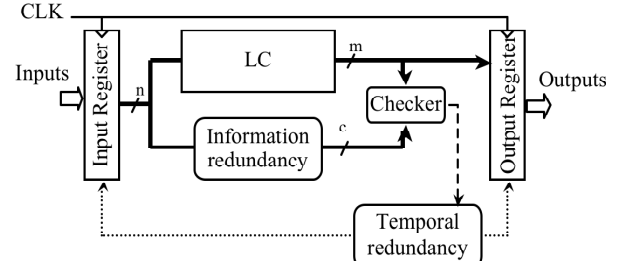 CLK
Inputs
Input Register
n
LC
m
Checker
Information
redundancy
c
Output Register
Outputs
Temporal
redundancy